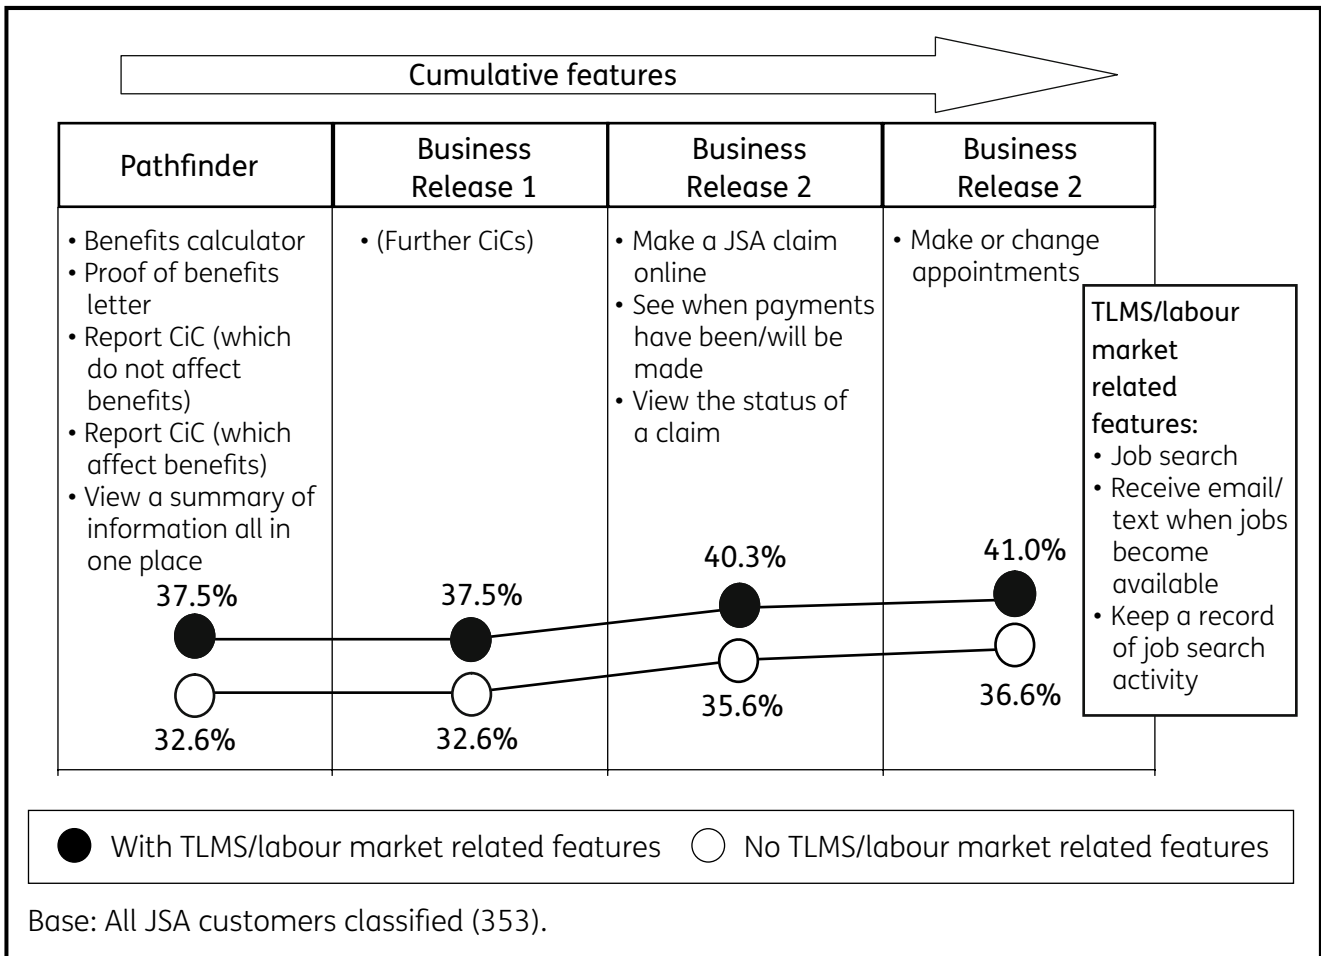 Cumulative features
Pathfinder
Business
Release 1
Business
Release 2
Business
Release 2
• Benefits calculator
• Proof of benefits
letter
• Report CiC (which
do not affect
benefits)
• Report CiC (which
affect benefits)
• View a summary of
information all in
one place
• (Further CiCs)
• Make a JSA claim
online
• See when payments
have been/will be
made
• View the status of
a claim
• Make or change
appointments
TLMS/labour
market
related
features:
• Job search
• Receive email/
text when jobs
become
available
• Keep a record
of job search
activity
37.5%
37.5%
40.3%
41.0%
32.6%
32.6%
35.6%
36.6%
With TLMS/labour market related features
No TLMS/labour market related features
Base: All JSA customers classified (353).